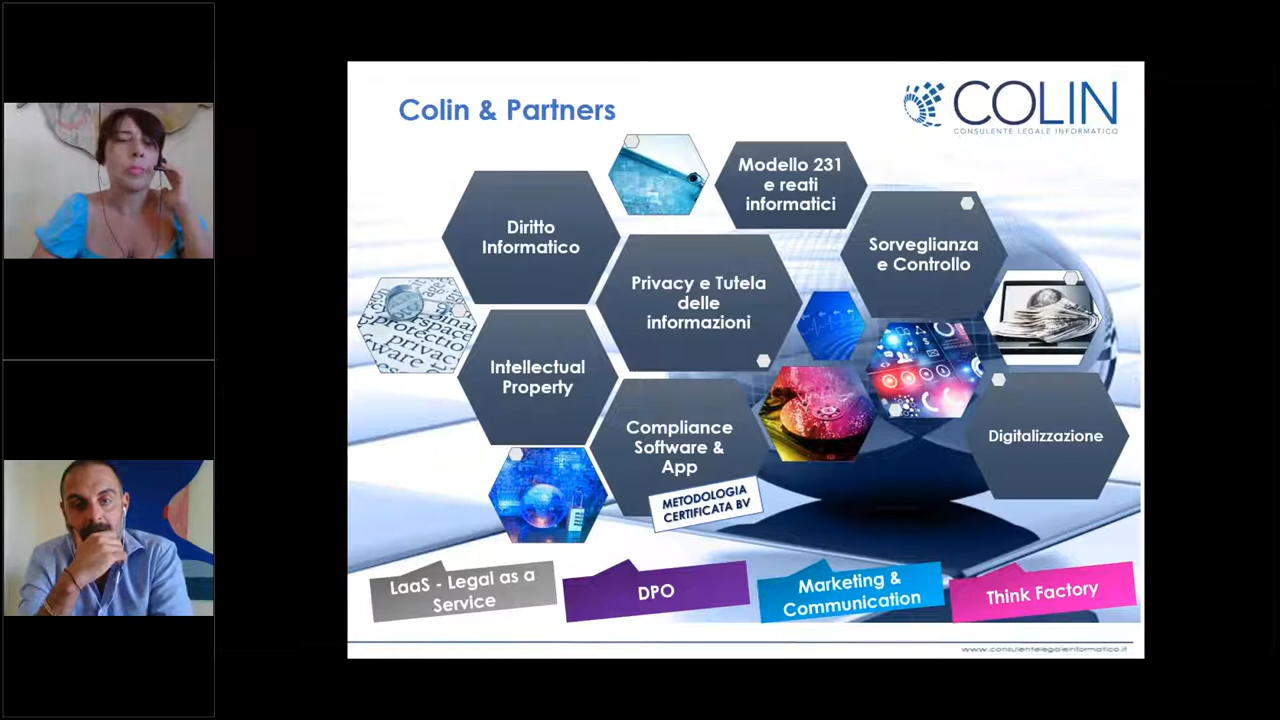 Colin & Partners
COLIN
CONSULENTE LEGALE INFORMATICO
Modello 231
e reati
informatici
Diritto
Informatico
Sorveglianza
e Controllo
Privacy e Tutela
delle
informazioni
Intellectual
Property
Compliance
Software &
App
METODOLOGIA
CERTIFICATA BV
Digitalizzazione
LaaS - Legal as a
Service
DPO
Marketing &
Communication
Think Factory
www.consulentelegaleinformatico.it